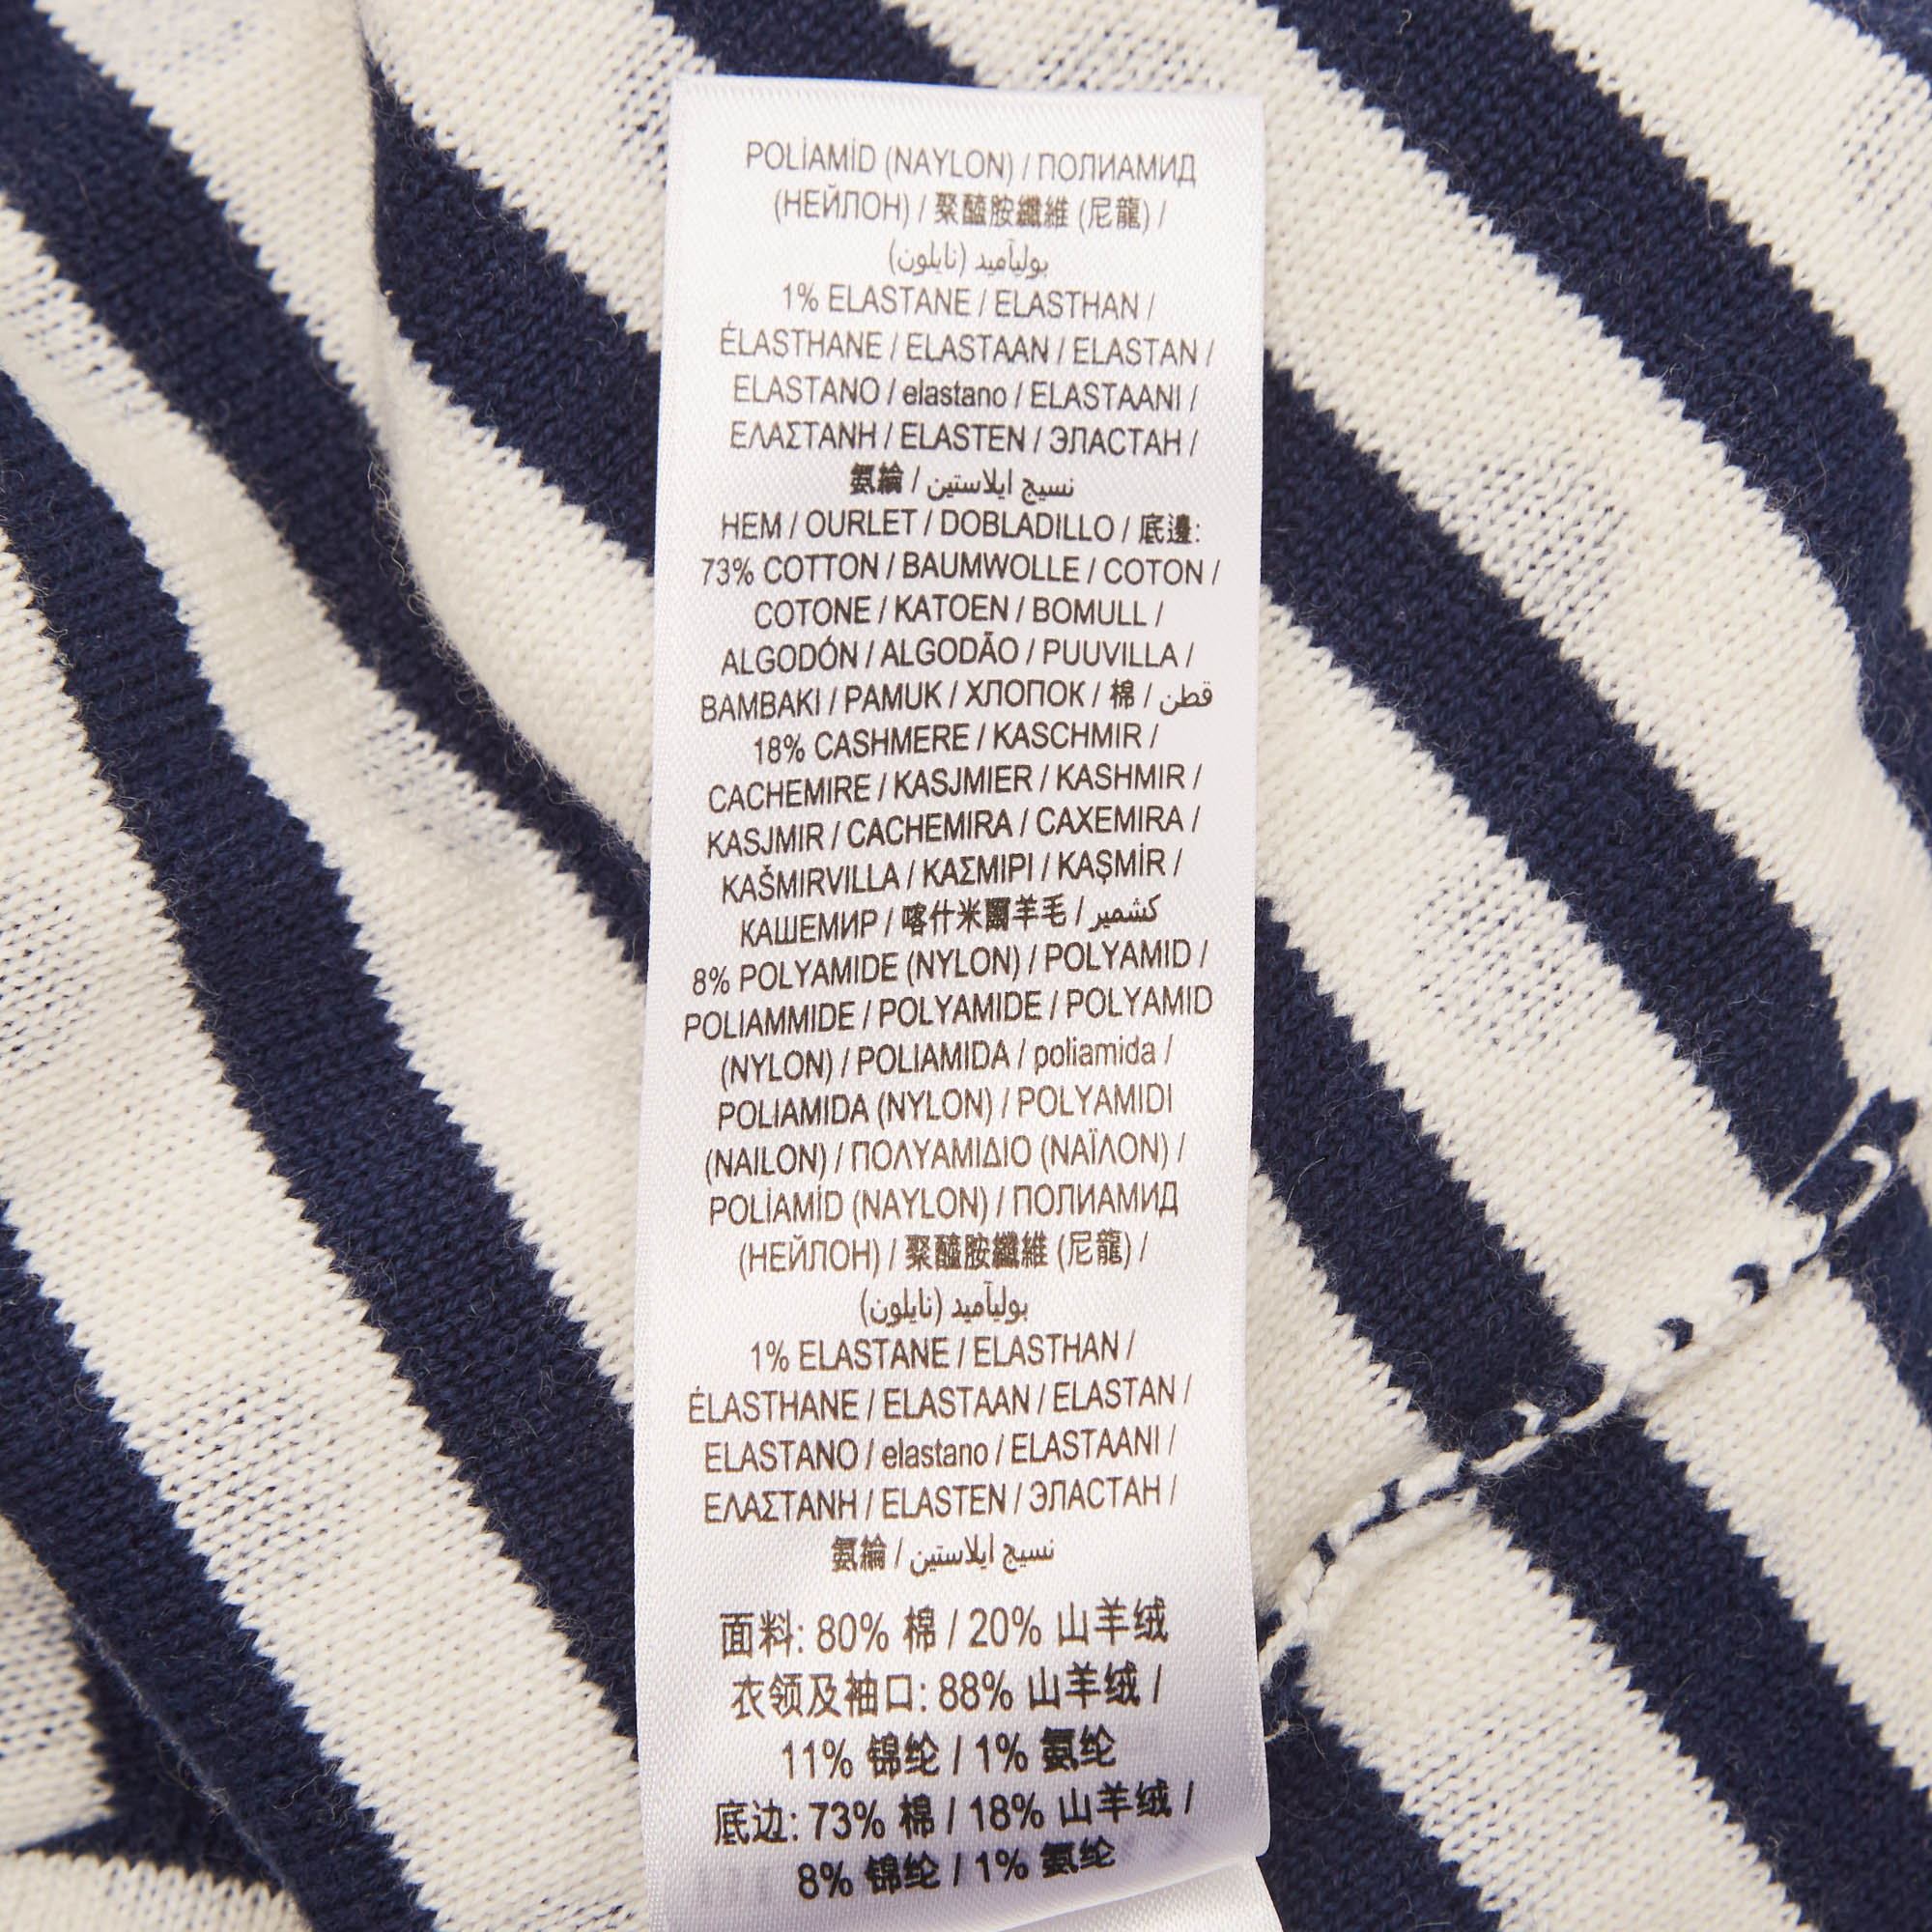 POLİAMİD (NAYLON) / ПОЛИАМИД
(НЕЙЛОН) / 聚醯胺纖維 (尼龍) /
بوليآميد (نايلون)
1% ELASTANE / ELASTHAN /
ÉLASTHANE / ELASTAAN / ELASTAN /
ELASTANO / elastano / ELASTAANI /
ΕΛΑΣΤΑΝΗ / ELASTEN / ЭЛАСТАН /
氨綸 / نسيج ايلاستين
HEM / OURLET / DOBLADILLO / 底邊:
73% COTTON / BAUMWOLLE / COTON /
COTONE / KATOEN / BOMULL /
ALGODÓN / ALGODÃO / PUUVILLA /
BAMBAKI / PAMUK / ХЛОПОК / 棉 / قطن
18% CASHMERE / KASCHMIR /
CACHEMIRE / KASJMIER / KASHMIR /
KASJMIR / CACHEMIRA / CAXEMIRA /
KAŠMIRVILLA / ΚΑΣΜΙΡΙ / KAŞMİR /
КАШЕМИР / 喀什米爾羊毛 / كشمير
8% POLYAMIDE (NYLON) / POLYAMID /
POLIAMMIDE / POLYAMIDE / POLYAMID
(NYLON) / POLIAMIDA / poliamida /
POLIAMIDA (NYLON) / POLYAMIDI
(NAILON) / ΠΟΛΥΑΜΙΔΙΟ (ΝΑΪΛΟΝ) /
POLİAMİD (NAYLON) / ПОЛИАМИД
(НЕЙЛОН) / 聚醯胺纖維 (尼龍) /
بوليآميد (نايلون)
1% ELASTANE / ELASTHAN /
ÉLASTHANE / ELASTAAN / ELASTAN /
ELASTANO / elastano / ELASTAANI /
ΕΛΑΣΤΑΝΗ / ELASTEN / ЭЛАСТАН /
氨綸 / نسيج ايلاستين
面料: 80% 棉 / 20% 山羊绒
衣领及袖口: 88% 山羊绒 /
11% 锦纶 / 1% 氨纶
底边: 73% 棉 / 18% 山羊绒 /
8% 锦纶 / 1% 氨纶